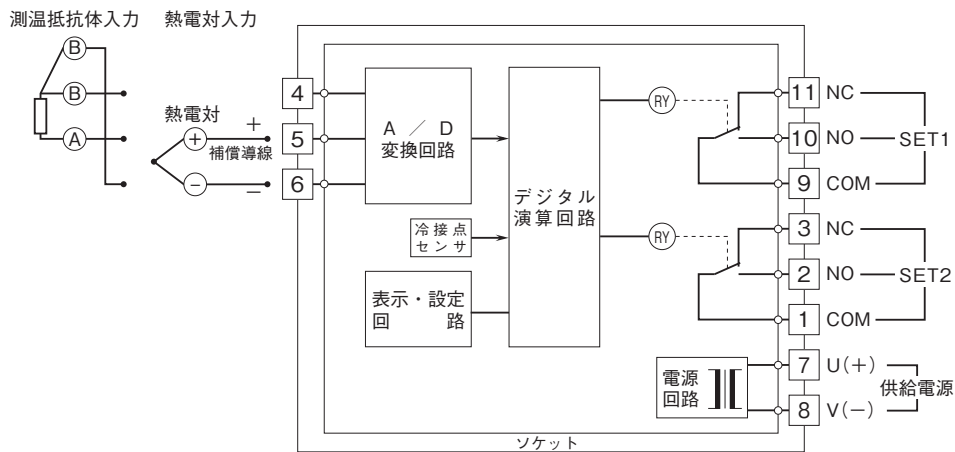 測温抵抗体入力
熱電対入力
B
B
A
熱電対
+
+
補償導線
−
−
4
5
6
A ／ D
変換回路
冷接点
センサ
表示・設定
回路
デジタル
演算回路
RY
RY
電源
回路
11 NC
10 NO
9 COM
SET1
3 NC
2 NO
1 COM
SET2
7 U(+)
8 V(−)
供給電源
ソケット